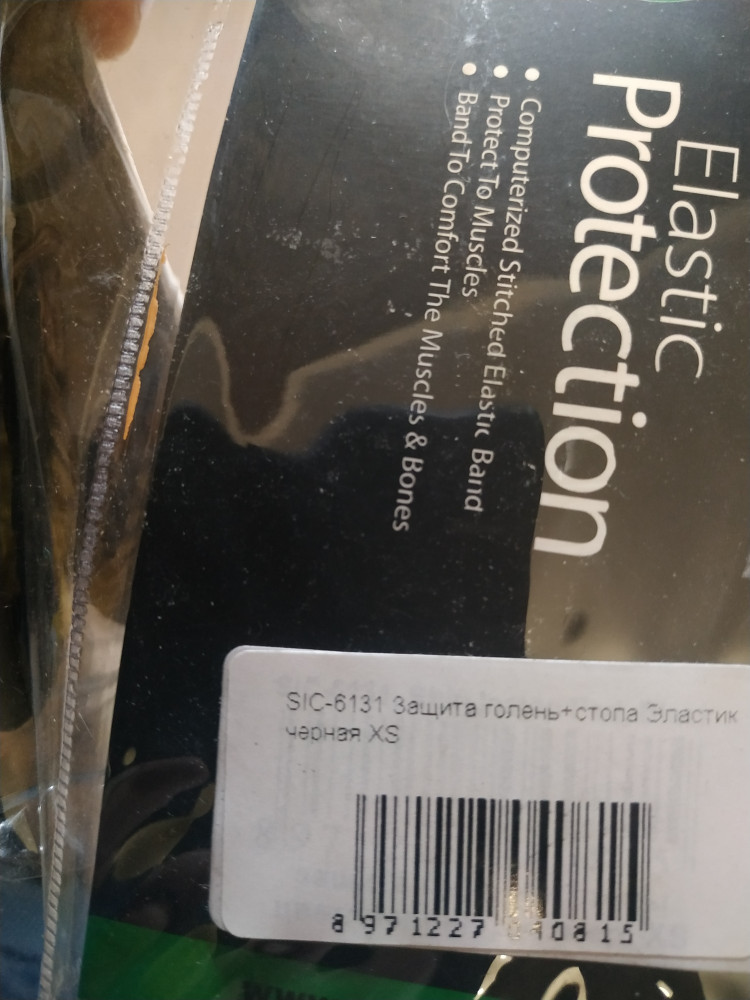 Elastic
Protection
Computerized Stitched Elastic Band
Protect To Muscles
Band To Comfort The Muscles & Bones
SIC-6131 Защита голень+стопа Эластик
черная XS